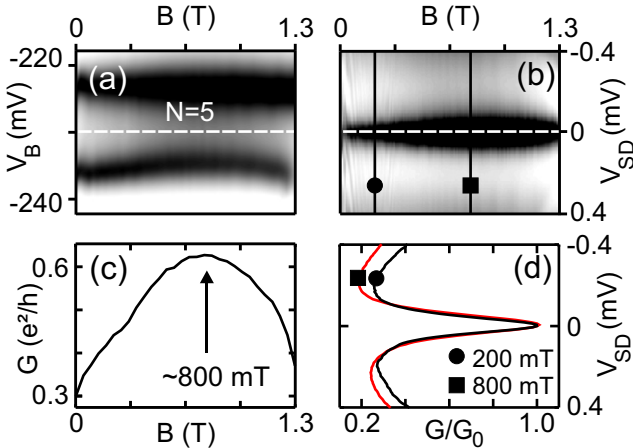 B (T)
0
1.3
B (T)
0
1.3
-220
-240
V_B (mV)
(a)
N=5
(b)
-0.4
0
0.4
V_SD (mV)
(c)
0.6
0.3
G (e²/h)
~800 mT
0
B (T)
1.3
(d)
200 mT
800 mT
-0.4
0
0.4
V_SD (mV)
0.2
G/G₀
1.0